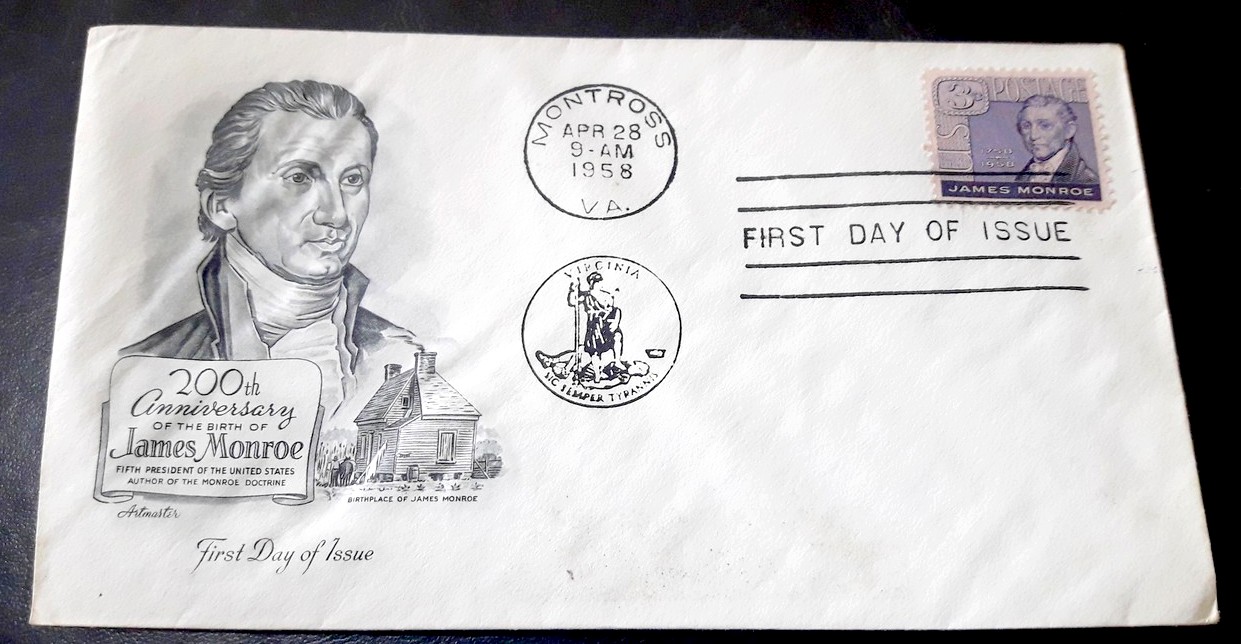 200th
Anniversary
OF THE BIRTH OF
James Monroe
FIFTH PRESIDENT OF THE UNITED STATES
AUTHOR OF THE MONROE DOCTRINE
Artmaster
BIRTHPLACE OF JAMES MONROE
First Day of Issue
MONTROSS
APR 28
9-AM
1958
VA.
VIRGINIA
SIC SEMPER TYRANNIS
U.S. 3¢ POSTAGE
1758
1958
JAMES MONROE
FIRST DAY OF ISSUE